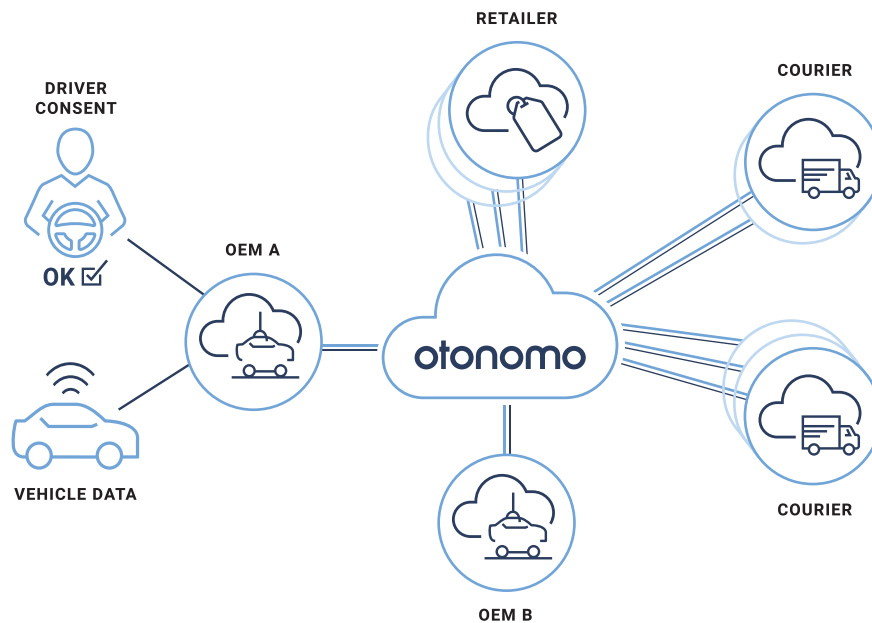 RETAILER
COURIER
DRIVER
CONSENT
OK
OEM A
otonomo
VEHICLE DATA
COURIER
OEM B